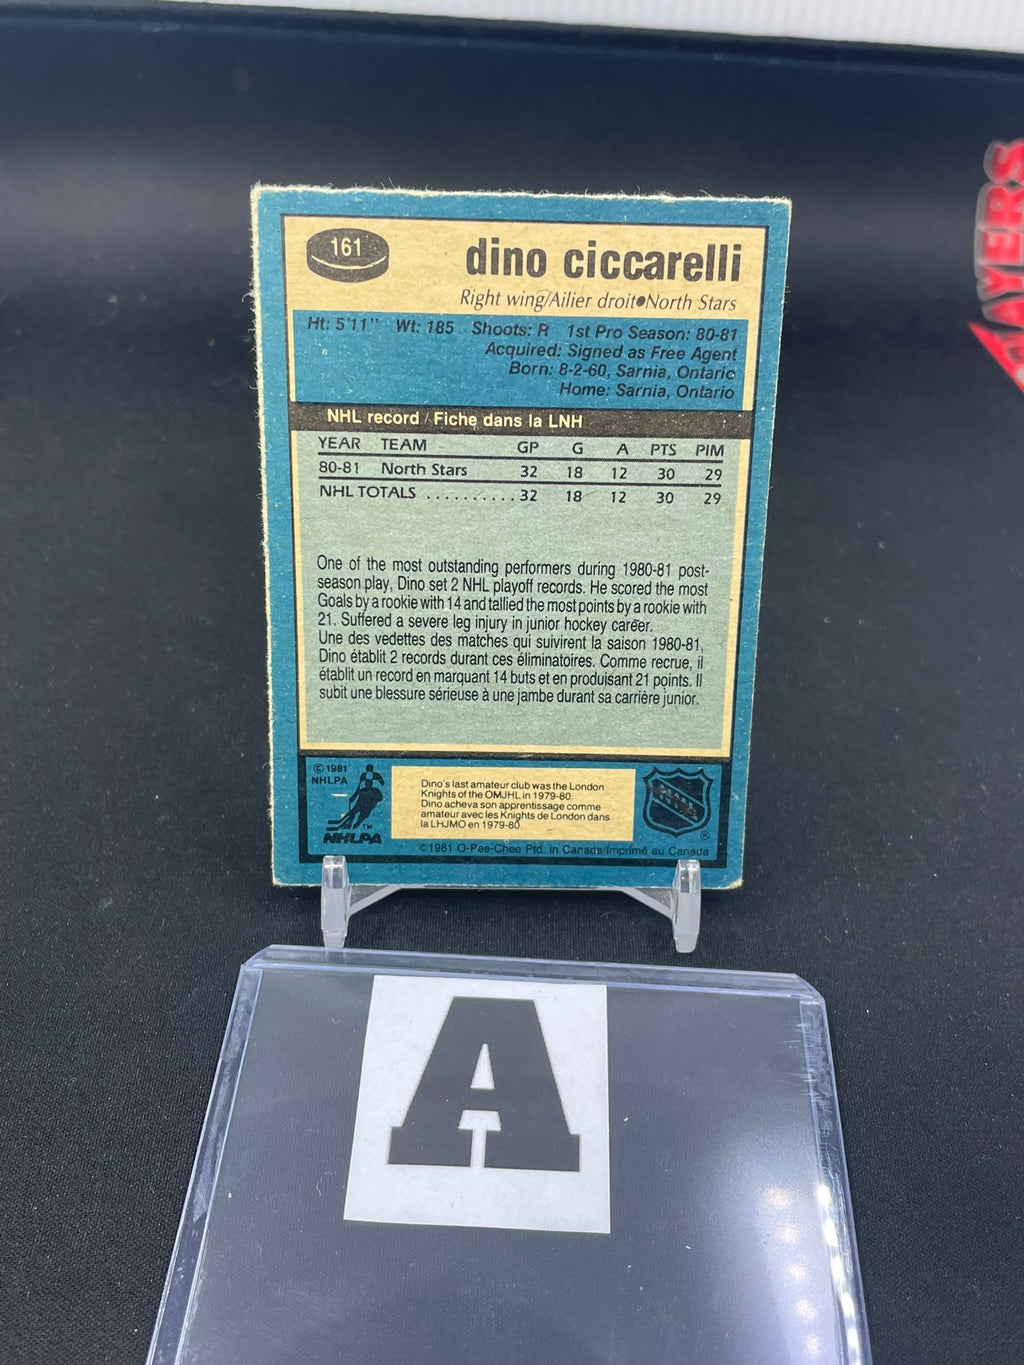 161
dino ciccarelli
Right wing/Ailier droit●North Stars
Ht: 5'11" Wt: 185 Shoots: R 1st Pro Season: 80-81
Acquired: Signed as Free Agent
Born: 8-2-60, Sarnia, Ontario
Home: Sarnia, Ontario
NHL record / Fiche dans la LNH
YEAR TEAM GP G A PTS PIM
80-81 North Stars 32 18 12 30 29
NHL TOTALS .......... 32 18 12 30 29
One of the most outstanding performers during 1980-81 post-
season play, Dino set 2 NHL playoff records. He scored the most
Goals by a rookie with 14 and tallied the most points by a rookie with
21. Suffered a severe leg injury in junior hockey career.
Une des vedettes des matches qui suivirent la saison 1980-81,
Dino établit 2 records durant ces éliminatoires. Comme recrue, il
établit un record en marquant 14 buts et en produisant 21 points. Il
subit une blessure sérieuse à une jambe durant sa carrière junior.
© 1981
NHLPA
NHLPA
TM
Dino's last amateur club was the London
Knights of the OMJHL in 1979-80.
Dino acheva son apprentissage comme
amateur avec les Knights de London dans
la LHJMO en 1979-80.
®
© 1981 O-Pee-Chee Ptd. in Canada/Imprimé au Canada
A
PLAYERS